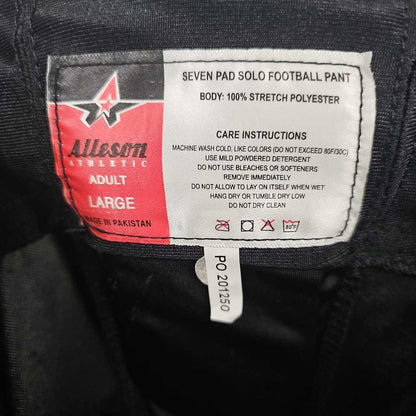 Alleson
ATHLETIC
ADULT
LARGE
MADE IN PAKISTAN
SEVEN PAD SOLO FOOTBALL PANT
BODY: 100% STRETCH POLYESTER
CARE INSTRUCTIONS
MACHINE WASH COLD, LIKE COLORS (DO NOT EXCEED 80F/30C)
USE MILD POWDERED DETERGENT
DO NOT USE BLEACHES OR SOFTENERS
REMOVE IMMEDIATELY
DO NOT ALLOW TO LAY ON ITSELF WHEN WET
HANG DRY OR TUMBLE DRY LOW
DO NOT DRY CLEAN
80°F
PO 201250